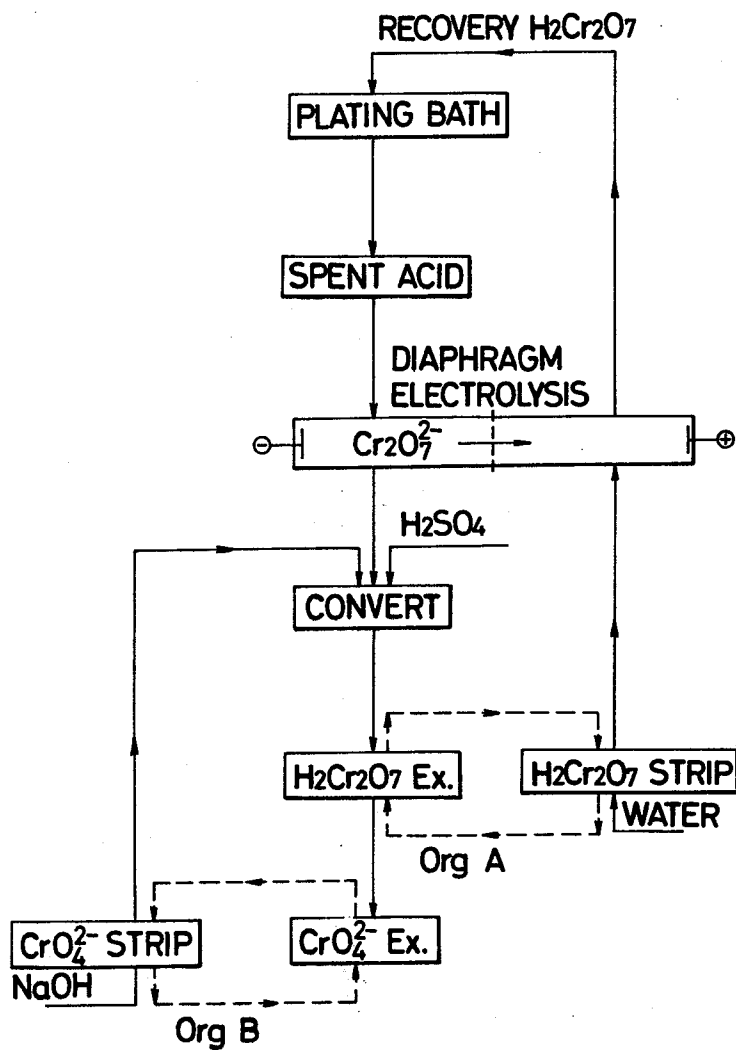 RECOVERY H2Cr2O7
PLATING BATH
SPENT ACID
DIAPHRAGM
ELECTROLYSIS
⊖ Cr2O7^2- ⊕
H2SO4
CONVERT
H2Cr2O7 Ex.
H2Cr2O7 STRIP
WATER
Org A
CrO4^2- STRIP
CrO4^2- Ex.
NaOH
Org B